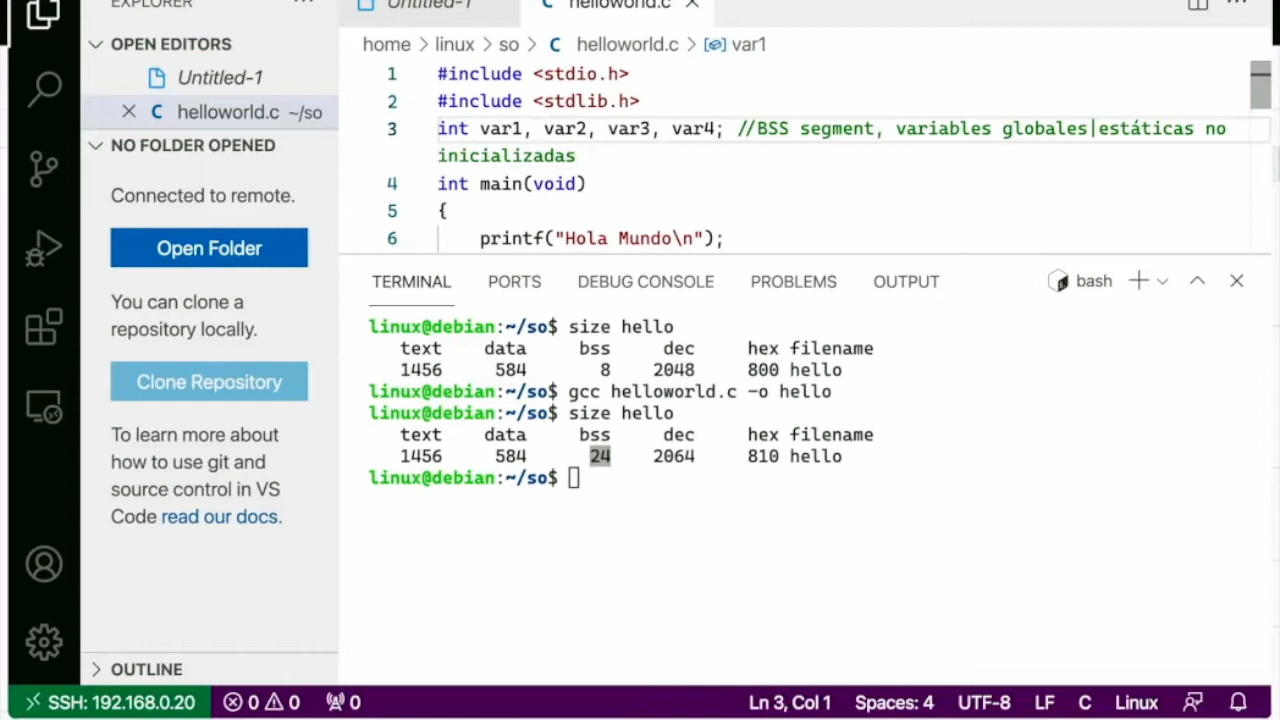 EXPLORER
Untitled-1
helloworld.c
OPEN EDITORS
Untitled-1
helloworld.c ~/so
NO FOLDER OPENED
Connected to remote.
Open Folder
You can clone a
repository locally.
Clone Repository
To learn more about
how to use git and
source control in VS
Code read our docs.
OUTLINE
home > linux > so > C helloworld.c > var1
1 #include <stdio.h>
2 #include <stdlib.h>
3 int var1, var2, var3, var4; //BSS segment, variables globales|estáticas no
inicializadas
4 int main(void)
5 {
6 printf("Hola Mundo\n");
TERMINAL PORTS DEBUG CONSOLE PROBLEMS OUTPUT bash
linux@debian:~/so$ size hello
text data bss dec hex filename
1456 584 8 2048 800 hello
linux@debian:~/so$ gcc helloworld.c -o hello
linux@debian:~/so$ size hello
text data bss dec hex filename
1456 584 24 2064 810 hello
linux@debian:~/so$
SSH: 192.168.0.20 0 0 0 Ln 3, Col 1 Spaces: 4 UTF-8 LF C Linux